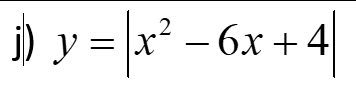 j) y = |x² − 6x + 4|